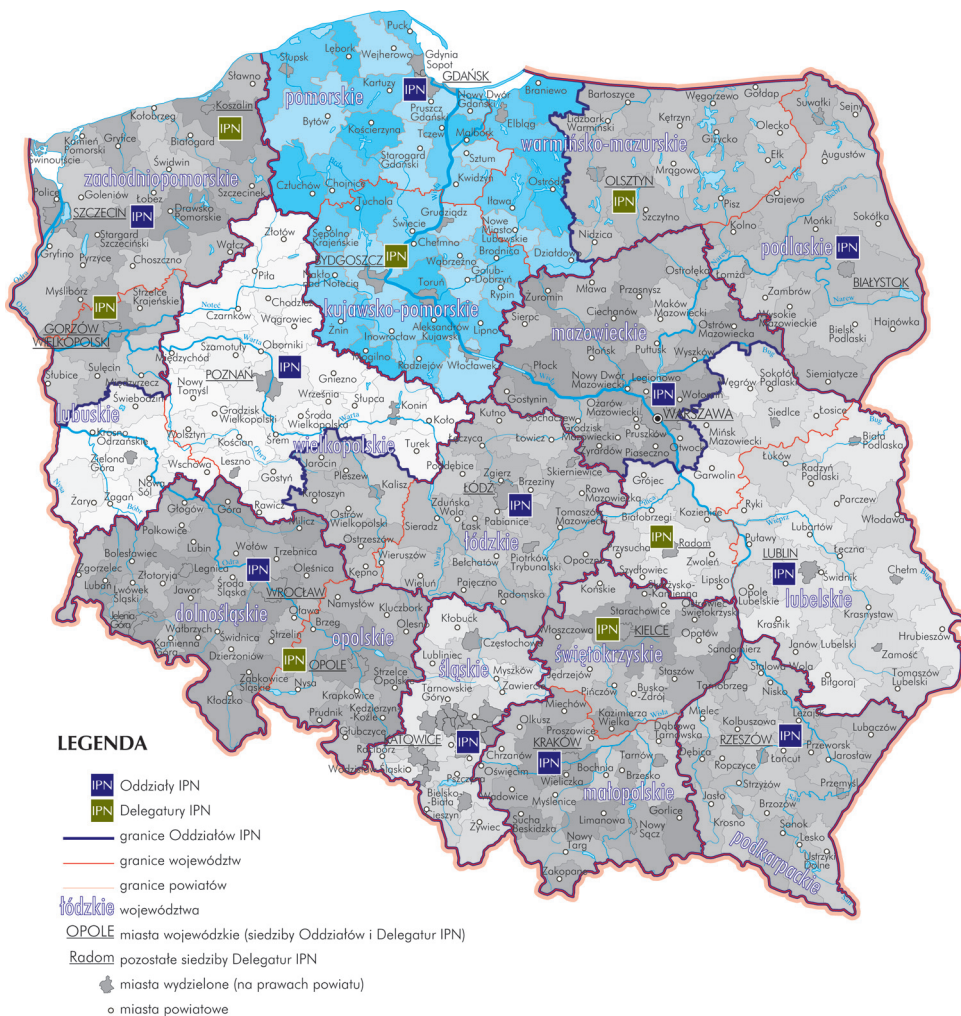 Puck
Lębork
Wejherowa
Gdynia
Słupsk
Sopot
GDAŃSK
Sławno
Kartuzy
IPN
Nowy Dwór
Gdański
Braniewo
Bartoszyce
Węgorzewo
Gołdap
Suwałki
Sejny
pomorskie
Koszalin
Kołobrzeg
IPN
Bytów
Pruszcz
Gdański
Elbląg
Lidzbark
Warmiński
Kętrzyn
Giżycko
Olecko
Kamień
Pomorski
Gryfice
Białogard
Kościerzyna
Tczew
Malbork
warmińsko-mazurskie
Świdwin
Starogard
Gdański
Sztum
Mrągowo
Ełk
Augustów
zachodniopomorskie
Szczecinek
Człuchów
Chojnice
Kwidzyn
Ostróda
OLSZTYN
IPN
Pisz
Grajewo
Police
Goleniów
Łobez
SZCZECIN
IPN
Drawsko
Pomorskie
Tuchola
Grudziądz
Iława
Szczytno
Kolno
Mońki
Sokółka
Stargard
Szczeciński
Świecie
Nowe
Miasto
Lubawskie
Nidzica
podlaskie
IPN
Wałcz
Złotów
Sępólno
Krajeńskie
BYDGOSZCZ
IPN
Chełmno
Brodnica
Działdowo
Gryfino
Pyrzyce
Choszczno
Wąbrzeźno
Golub-
Dobrzyń
Ostrołęka
Łomża
BIAŁYSTOK
Piła
Nakło
nad Notecią
Toruń
Rypin
Mława
Przasnysz
Zambrów
Narew
Myślibórz
IPN
Strzelce
Krajeńskie
Noteć
Chodzież
kujawsko-pomorskie
Żuromin
Maków
Mazowiecki
Wysokie
Mazowieckie
Hajnówka
GORZÓW
WIELKOPOLSKI
Czarnków
Wągrowiec
Żnin
Aleksandrów
Kujawski
Lipno
Sierpc
Ciechanów
mazowieckie
Ostrów
Mazowiecka
Bielsk
Podlaski
Odra
Warta
Szamotuły
Oborniki
Inowrocław
Mogilno
Radziejów
Włocławek
Płock
Płońsk
Pułtusk
Wyszków
Bug
Siemiatycze
Słubice
Sulęcin
Międzychód
POZNAŃ
IPN
Gniezno
Gostynin
Nowy Dwór
Mazowiecki
Legionowo
IPN
Wołomin
Węgrów
Sokołów
Podlaski
Międzyrzecz
Nowy
Tomyśl
Września
Słupca
Konin
Koło
Kutno
Sochaczew
Ożarów
Mazowiecki
WARSZAWA
Siedlce
Łosice
lubuskie
Świebodzin
Grodzisk
Wielkopolski
Środa
Wielkopolska
Warta
Łowicz
Grodzisk
Mazowiecki
Pruszków
Otwock
Mińsk
Mazowiecki
Bug
Krosno
Odrzańskie
Wolsztyn
Kościan
Śrem
wielkopolskie
Turek
Żyrardów
Piaseczno
Łuków
Biała
Podlaska
Zielona
Góra
Leszno
Gostyń
Jarocin
Poddębice
Zgierz
Skierniewice
Grójec
Garwolin
Radzyń
Podlaski
Nysa
Nowa
Sól
Wschowa
Rawicz
Pleszew
Kalisz
ŁÓDŹ
IPN
Brzeziny
Rawa
Mazowiecka
Białobrzegi
Kozienice
Ryki
Parczew
Żary
Żagań
Bóbr
Krotoszyn
Zduńska
Wola
Łask
Pabianice
Tomaszów
Mazowiecki
IPN
Radom
Wieprz
Włodawa
Głogów
Góra
Milicz
Ostrów
Wielkopolski
Sieradz
łódzkie
Przysucha
Zwoleń
Puławy
Lubartów
Polkowice
Ostrzeszów
Piotrków
Trybunalski
Opoczno
Szydłowiec
LUBLIN
IPN
Łęczna
Bolesławiec
Lubin
Wołów
Trzebnica
Wieruszów
Bełchatów
Lipsko
Świdnik
Chełm
Bug
Zgorzelec
Legnica
Odra
IPN
Oleśnica
Kępno
Wieluń
Pajęczno
Końskie
Opole
Lubelskie
lubelskie
Lubań
Złotoryja
Środa
Śląska
WROCŁAW
Radomsko
Starachowice
Krasnystaw
Lwówek
Śląski
Jawor
Oława
Namysłów
Kluczbork
Kłobuck
Włoszczowa
IPN
KIELCE
Opatów
Kraśnik
Hrubieszów
dolnośląskie
Brzeg
Olesno
Częstochowa
świętokrzyskie
Sandomierz
Janów
Lubelski
Zamość
Jelenia
Góra
Wałbrzych
Świdnica
Strzelin
opolskie
Lubliniec
śląskie
Myszków
Jędrzejów
Staszów
Stalowa
Wola
Biłgoraj
Tomaszów
Lubelski
Kamienna
Góra
Dzierżoniów
IPN
OPOLE
Strzelce
Opolskie
Tarnowskie
Góry
Zawiercie
Pińczów
Busko-
Zdrój
Tarnobrzeg
Nisko
Ząbkowice
Śląskie
Nysa
Krapkowice
Miechów
Kazimierza
Wielka
Wisła
Mielec
Leżajsk
Kłodzko
Prudnik
Kędzierzyn-
Koźle
Olkusz
Proszowice
Dąbrowa
Tarnowska
Kolbuszowa
IPN
Lubaczów
Głubczyce
IPN
Chrzanów
KRAKÓW
IPN
Tarnów
Dębica
RZESZÓW
Łańcut
Przeworsk
Racibórz
Oświęcim
Wieliczka
Bochnia
Brzesko
Ropczyce
Jarosław
Wodzisław Śląski
Pszczyna
Wadowice
Myślenice
małopolskie
Strzyżów
Przemyśl
Bielsko-
Biała
Cieszyn
Sucha
Beskidzka
Limanowa
Gorlice
Jasło
Brzozów
Żywiec
Nowy
Sącz
Krosno
Sanok
Lesko
Nowy
Targ
Ustrzyki
Dolne
Zakopane
podkarpackie
LEGENDA
IPN Oddziały IPN
IPN Delegatury IPN
granice Oddziałów IPN
granice województw
granice powiatów
łódzkie województwa
OPOLE miasta wojewódzkie (siedziby Oddziałów i Delegatur IPN)
Radom pozostałe siedziby Delegatur IPN
miasta wydzielone (na prawach powiatu)
miasta powiatowe